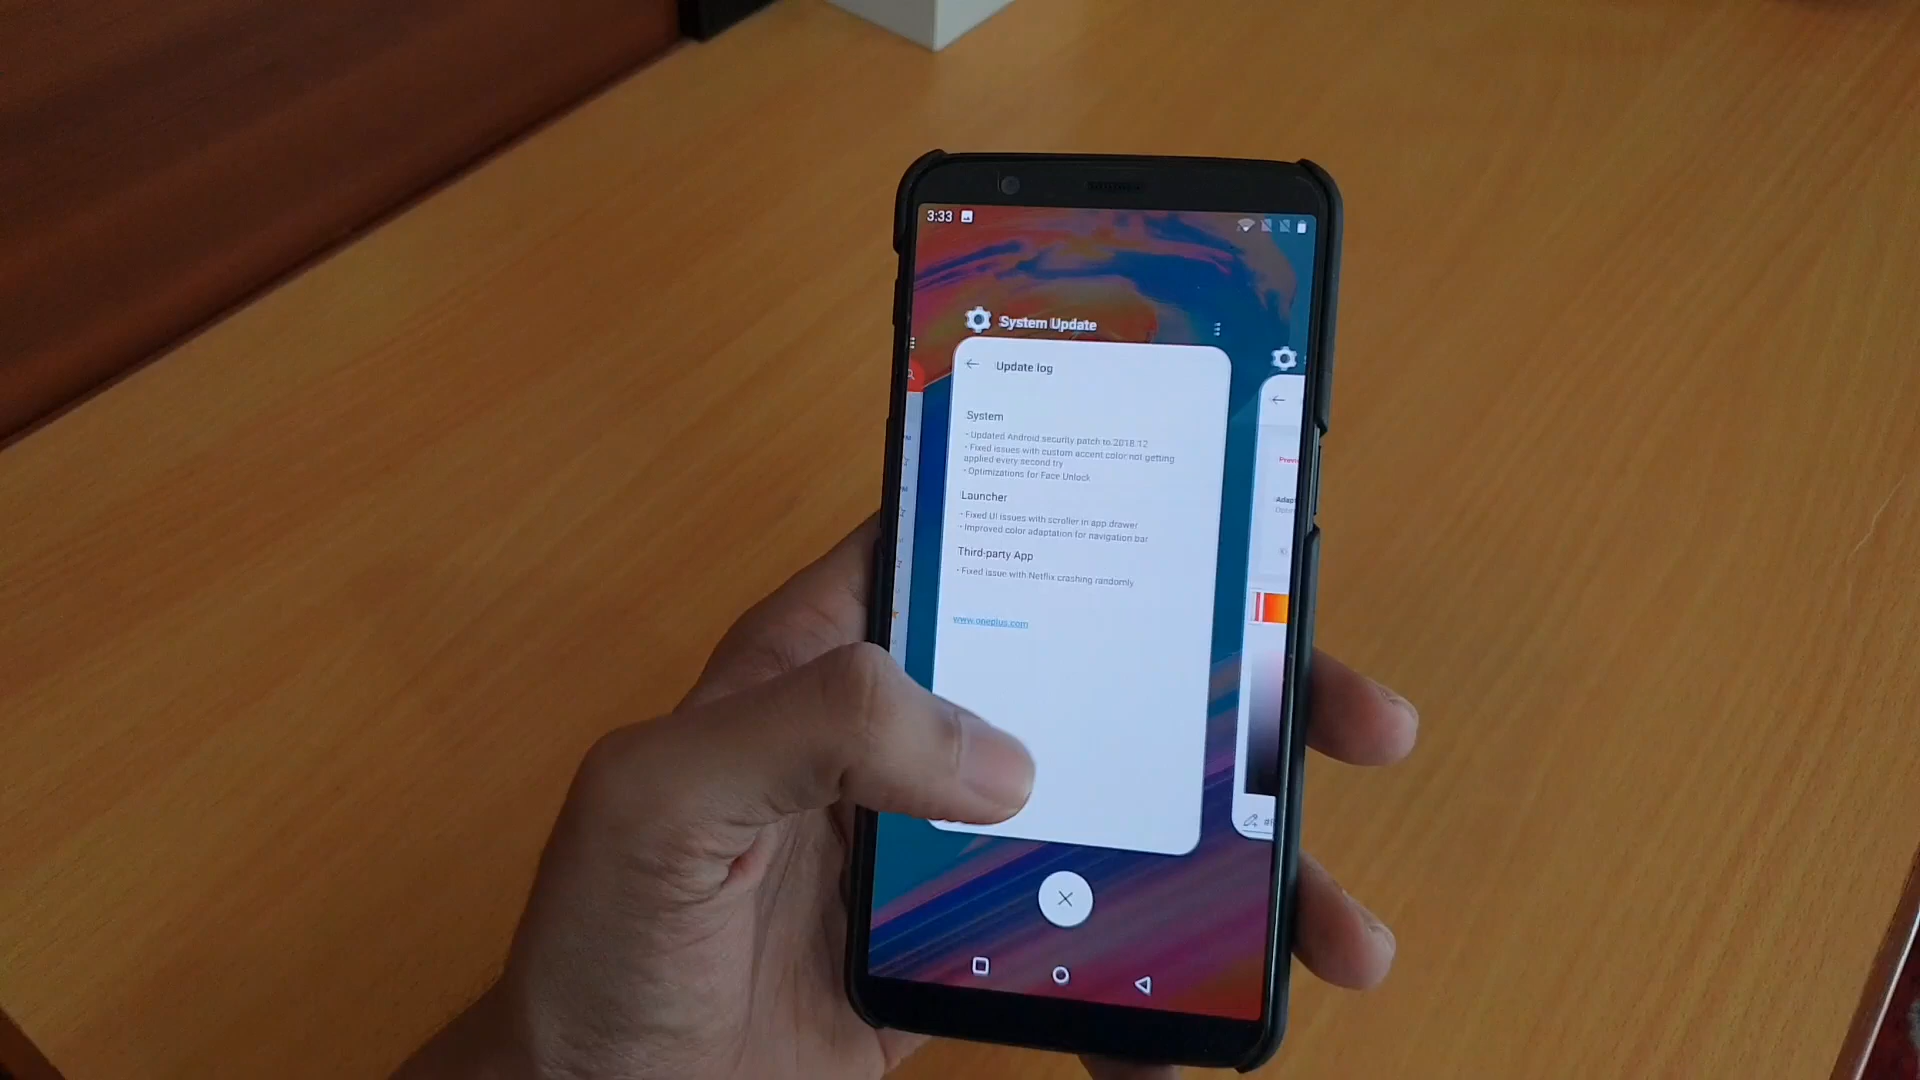 3:33
System Update
Update log
System
- Updated Android security patch to 2018.12
- Fixed issues with custom accent color not getting
applied every second try
- Optimizations for Face Unlock
Launcher
- Fixed UI issues with scroller in app drawer
- Improved color adaptation for navigation bar
Third-party App
- Fixed issue with Netflix crashing randomly
www.oneplus.com